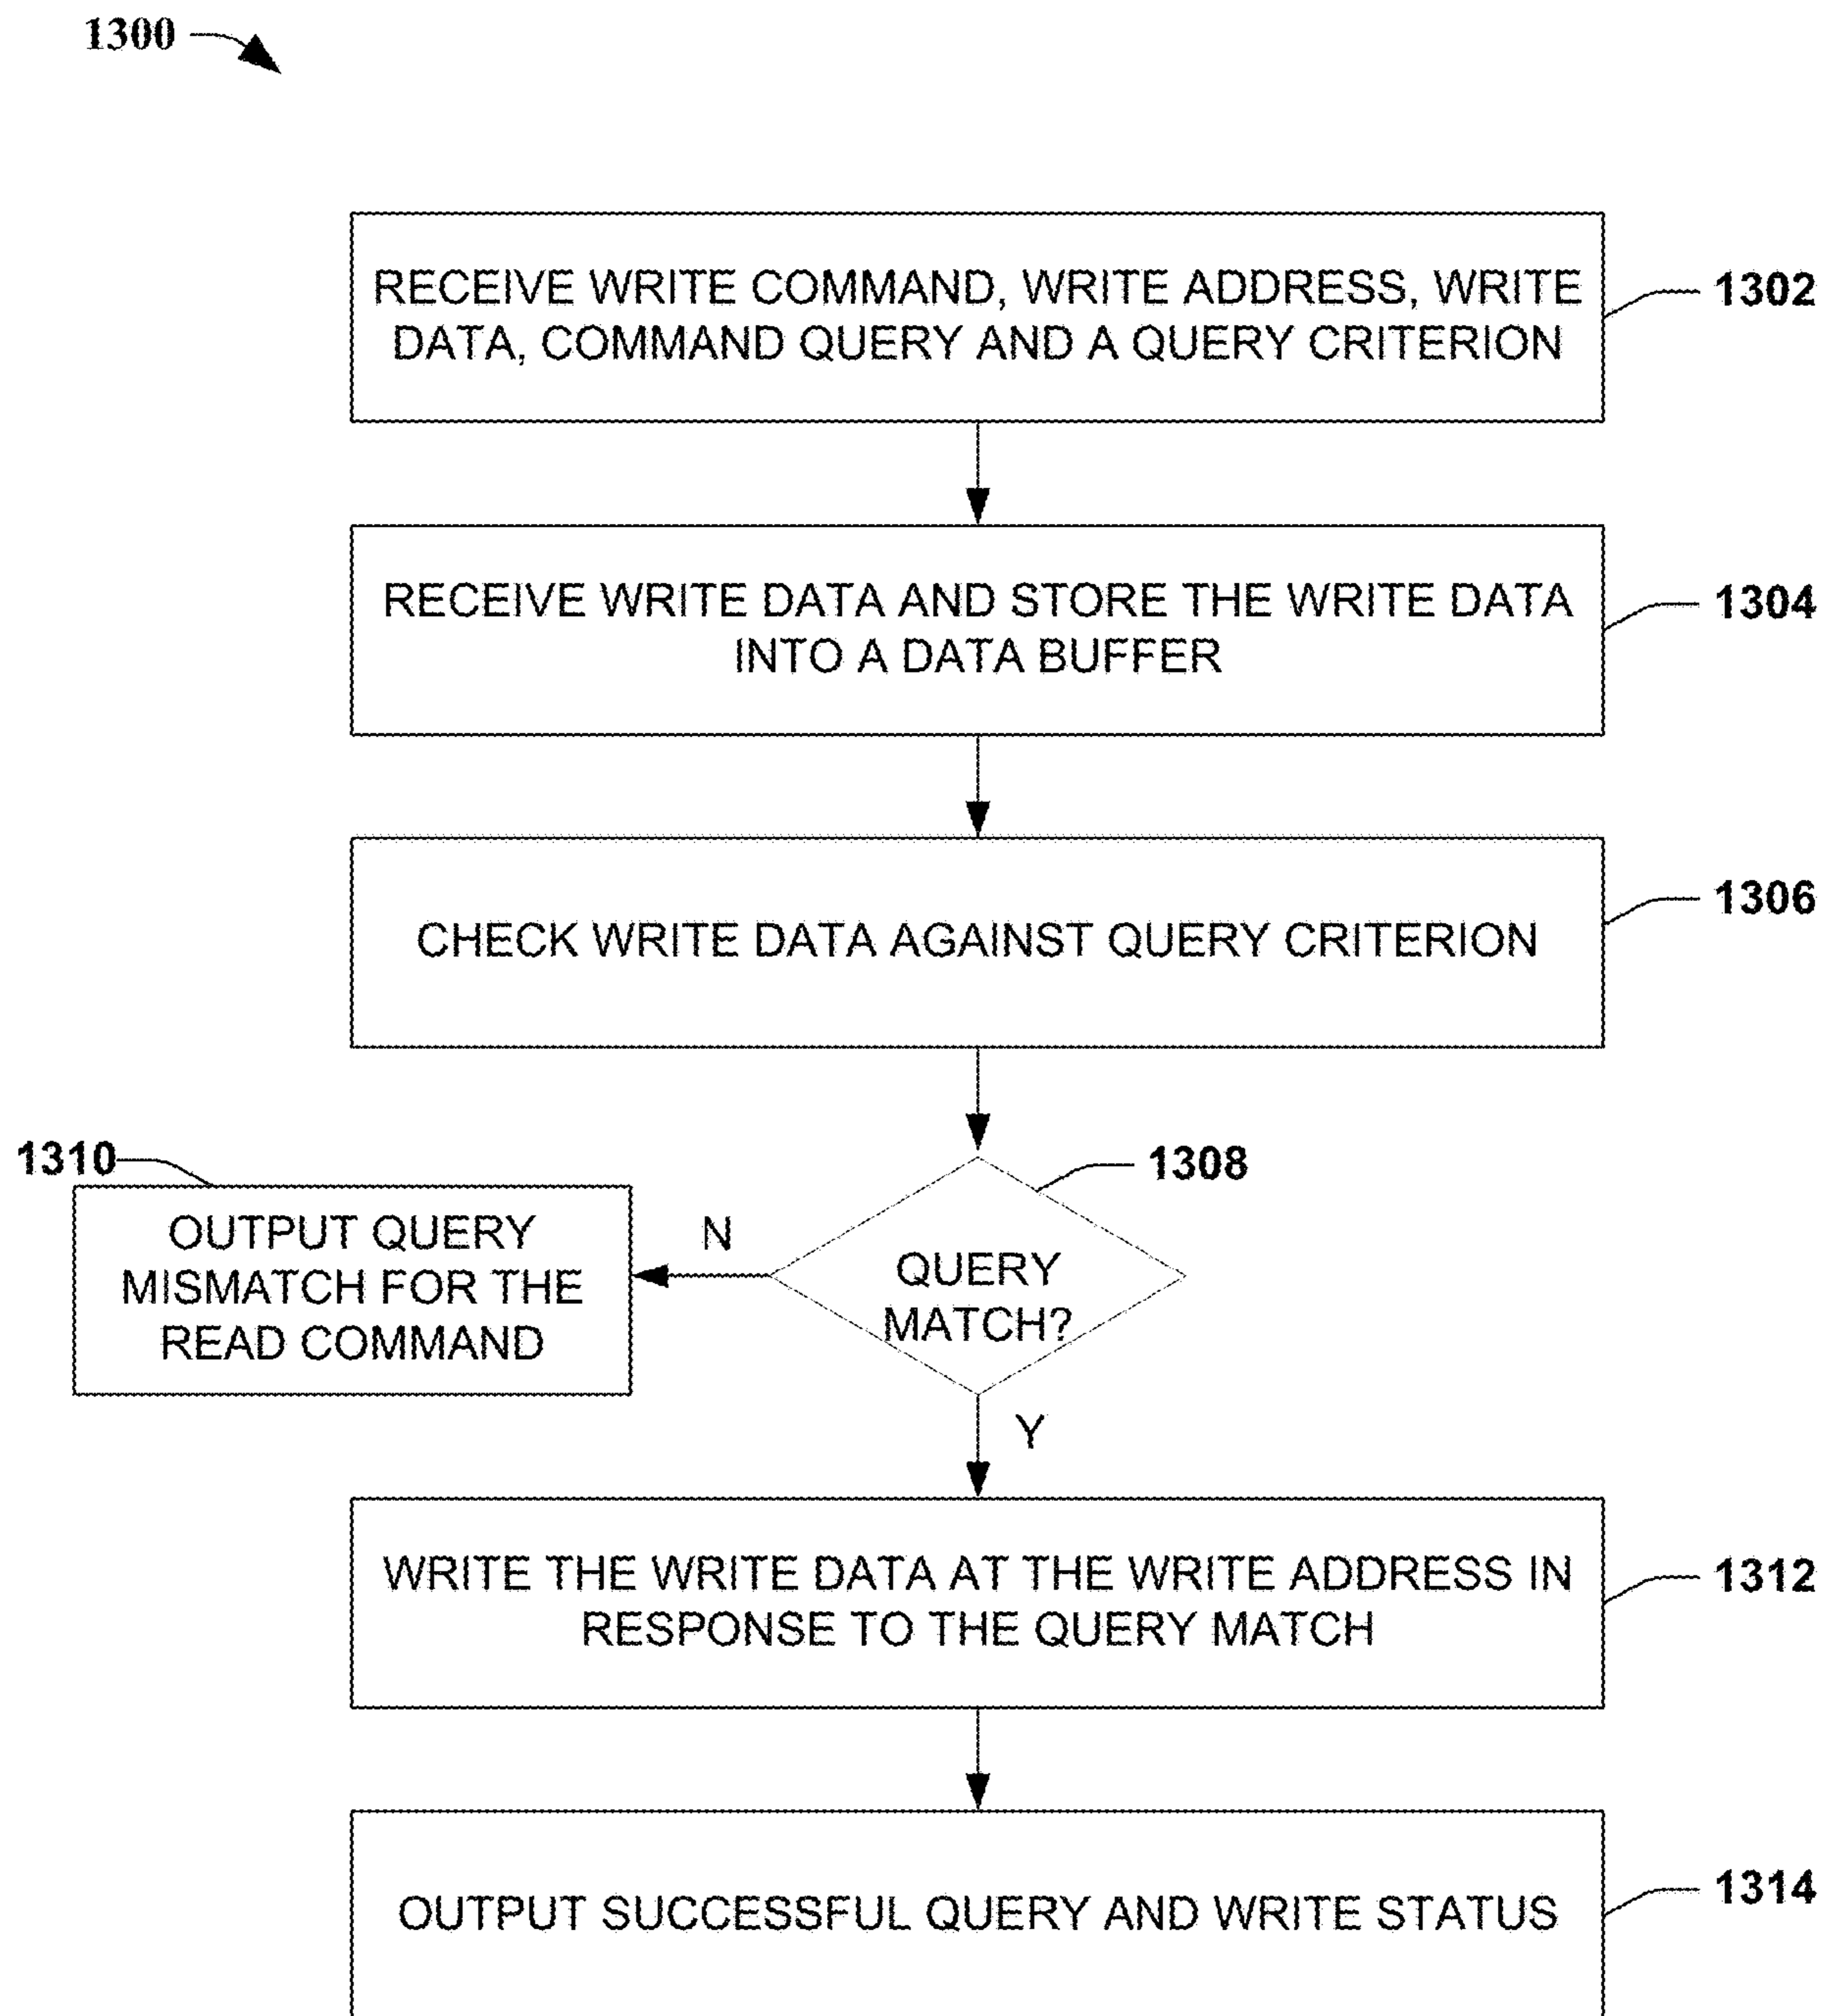 1300
RECEIVE WRITE COMMAND, WRITE ADDRESS, WRITE
DATA, COMMAND QUERY AND A QUERY CRITERION
1302
RECEIVE WRITE DATA AND STORE THE WRITE DATA
INTO A DATA BUFFER
1304
CHECK WRITE DATA AGAINST QUERY CRITERION
1306
1310
OUTPUT QUERY
MISMATCH FOR THE
READ COMMAND
N
QUERY
MATCH?
1308
Y
WRITE THE WRITE DATA AT THE WRITE ADDRESS IN
RESPONSE TO THE QUERY MATCH
1312
OUTPUT SUCCESSFUL QUERY AND WRITE STATUS
1314